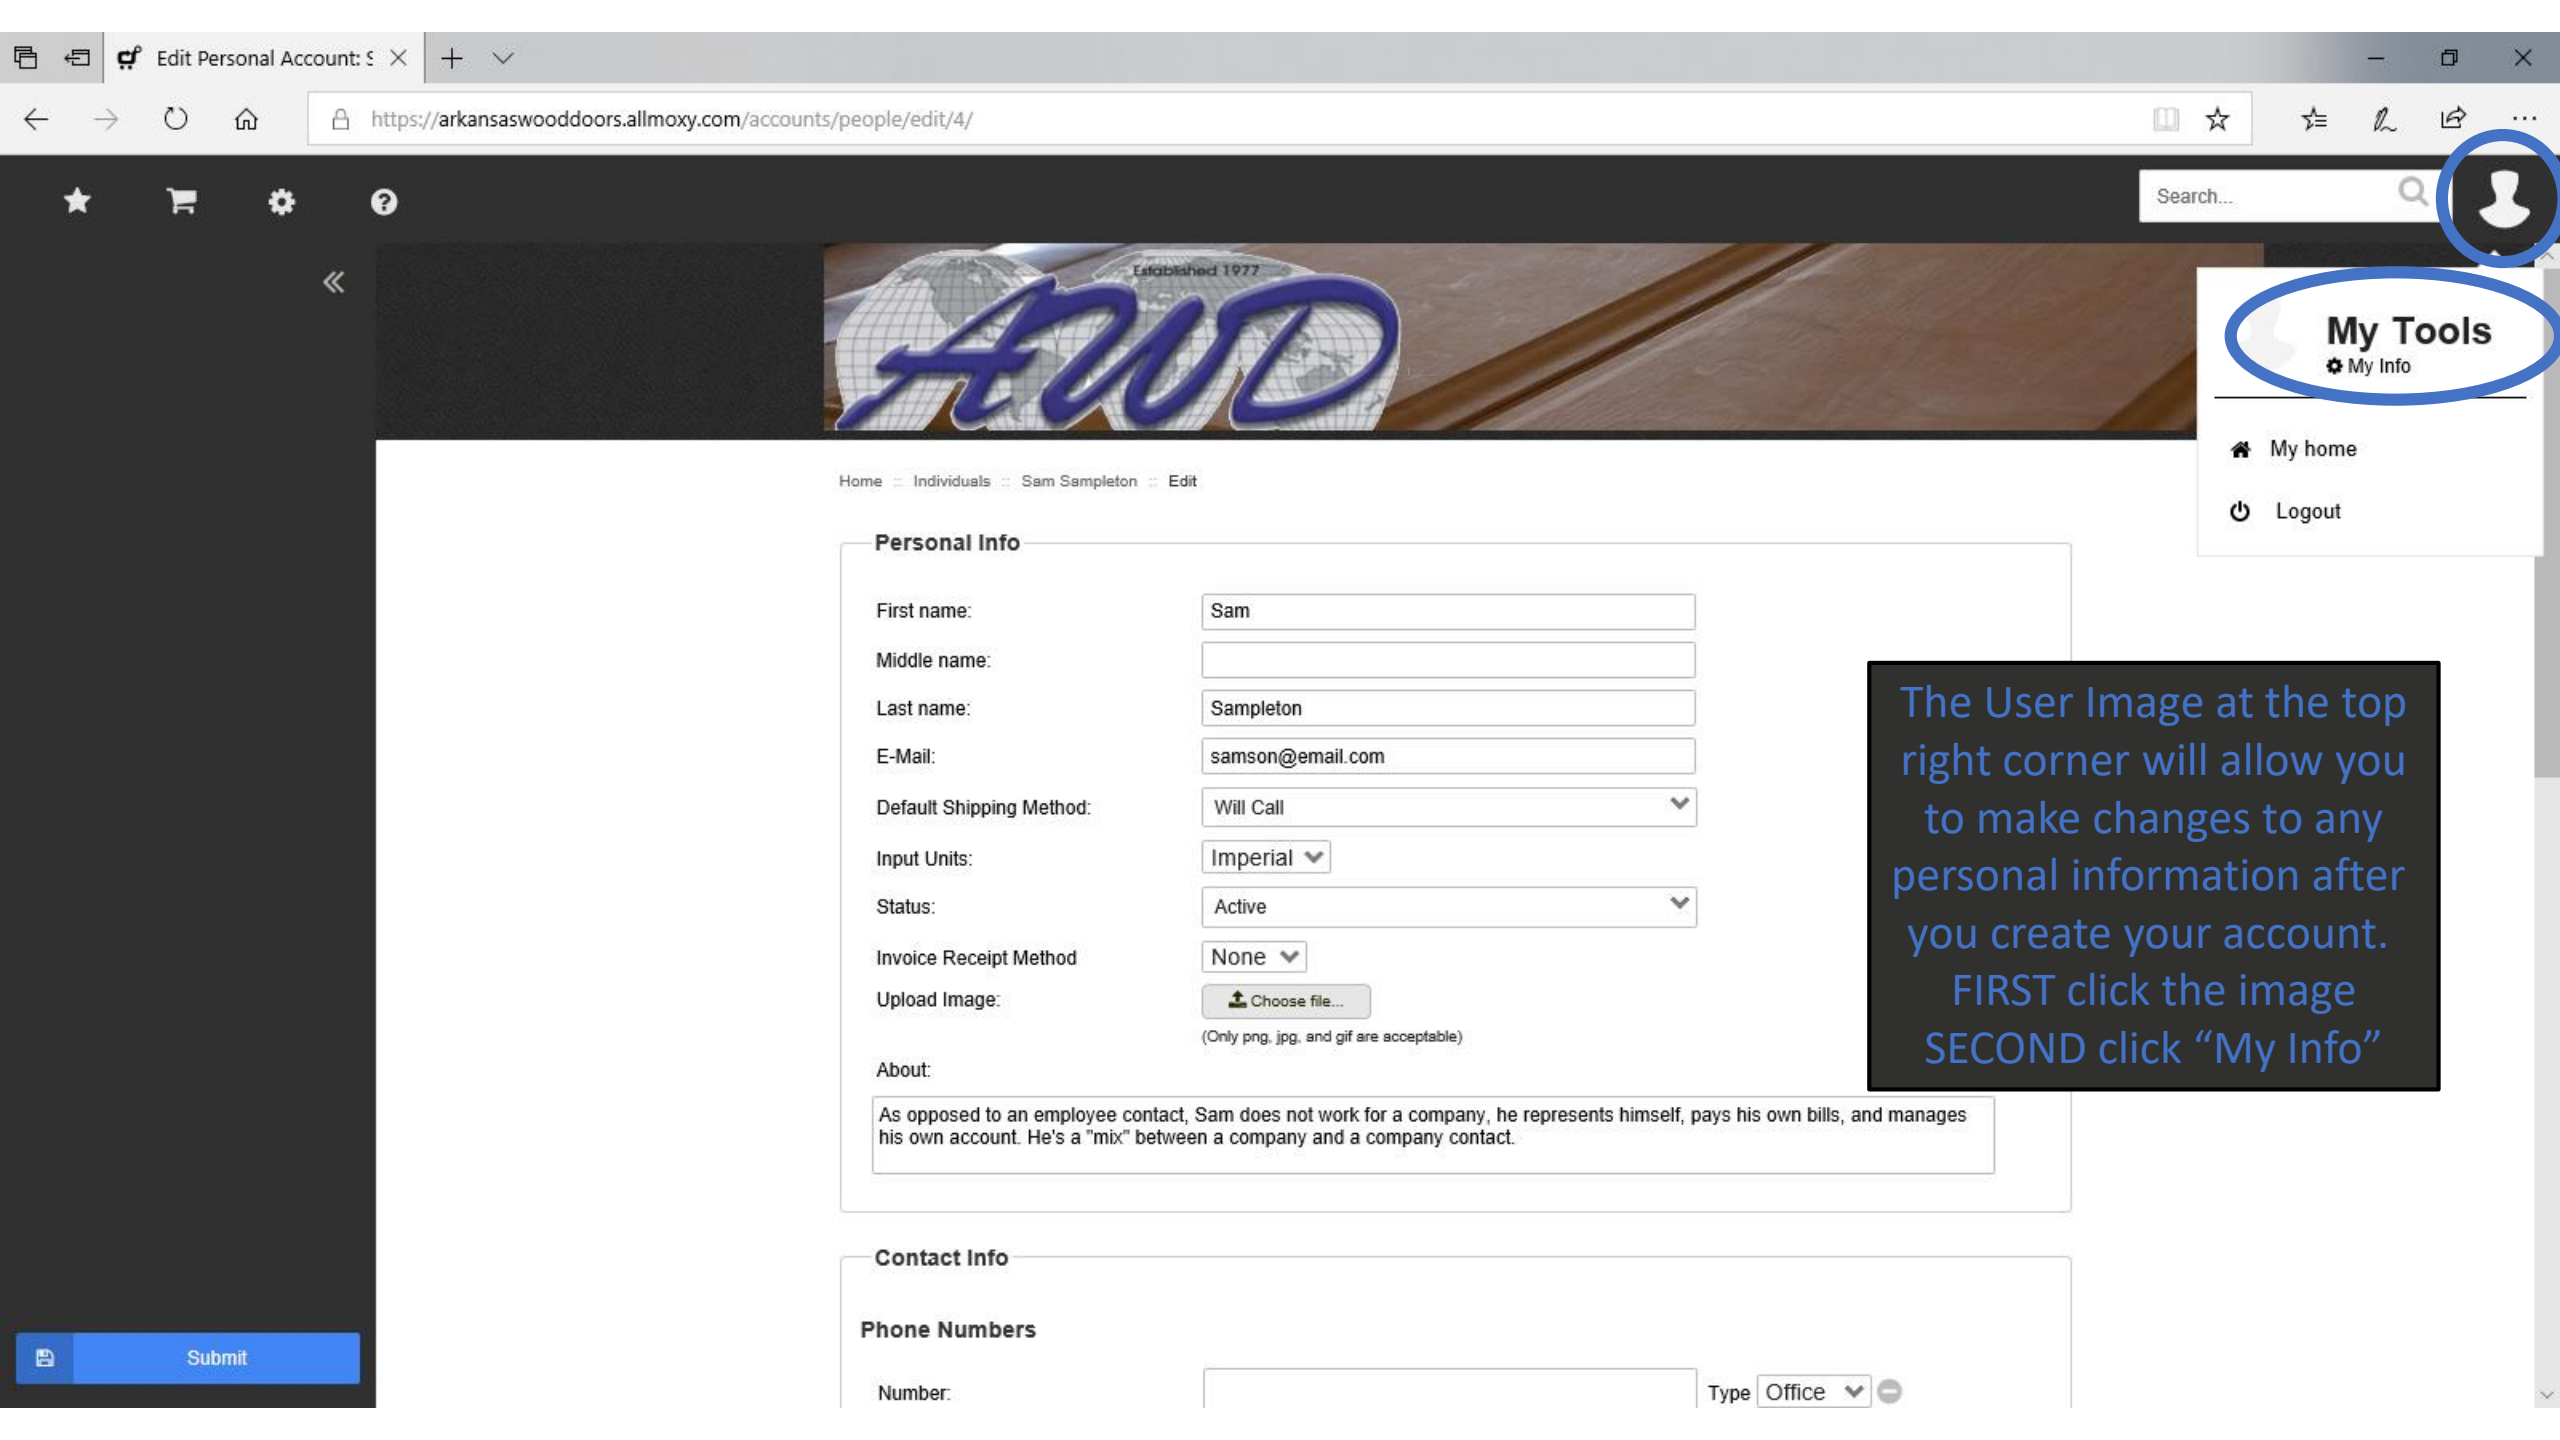 Edit Personal Account: S
https://arkansaswooddoors.allmoxy.com/accounts/people/edit/4/
Search...
Established 1977
AWD
My Tools
My Info
My home
Logout
Home :: Individuals :: Sam Sampleton :: Edit
Personal Info
First name: Sam
Middle name:
Last name: Sampleton
E-Mail: samson@email.com
Default Shipping Method: Will Call
Input Units: Imperial
Status: Active
Invoice Receipt Method None
Upload Image: Choose file...
(Only png, jpg, and gif are acceptable)
About:
As opposed to an employee contact, Sam does not work for a company, he represents himself, pays his own bills, and manages
his own account. He's a "mix" between a company and a company contact.
The User Image at the top
right corner will allow you
to make changes to any
personal information after
you create your account.
FIRST click the image
SECOND click “My Info”
Contact Info
Phone Numbers
Number: Type Office
Submit